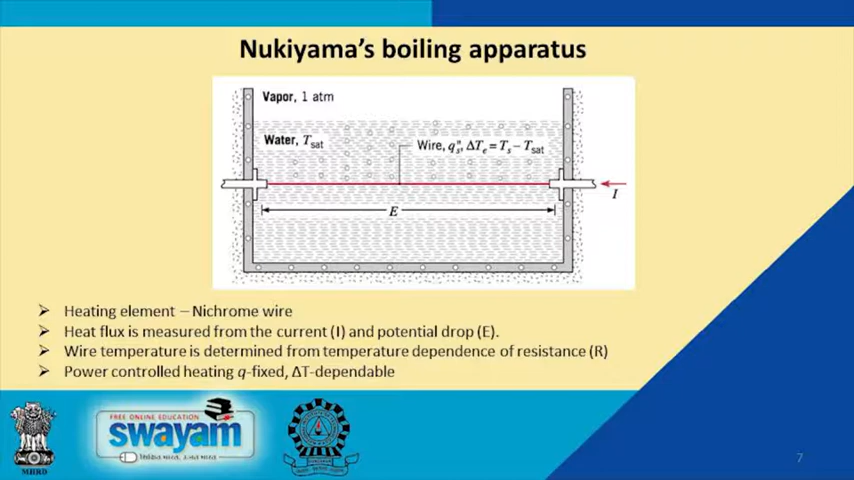 Nukiyama's boiling apparatus
Vapor, 1 atm
Water, Tsat
Wire, q"s, ΔTe = Ts – Tsat
I
E
➢ Heating element – Nichrome wire
➢ Heat flux is measured from the current (I) and potential drop (E).
➢ Wire temperature is determined from temperature dependence of resistance (R)
➢ Power controlled heating q-fixed, ΔT-dependable
FREE ONLINE EDUCATION
swayam
MHRD
7